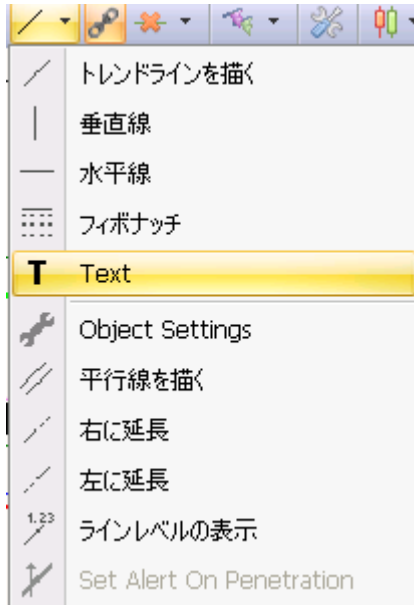 トレンドラインを描く
垂直線
水平線
フィボナッチ
T Text
Object Settings
平行線を描く
右に延長
左に延長
1.23 ラインレベルの表示
Set Alert On Penetration